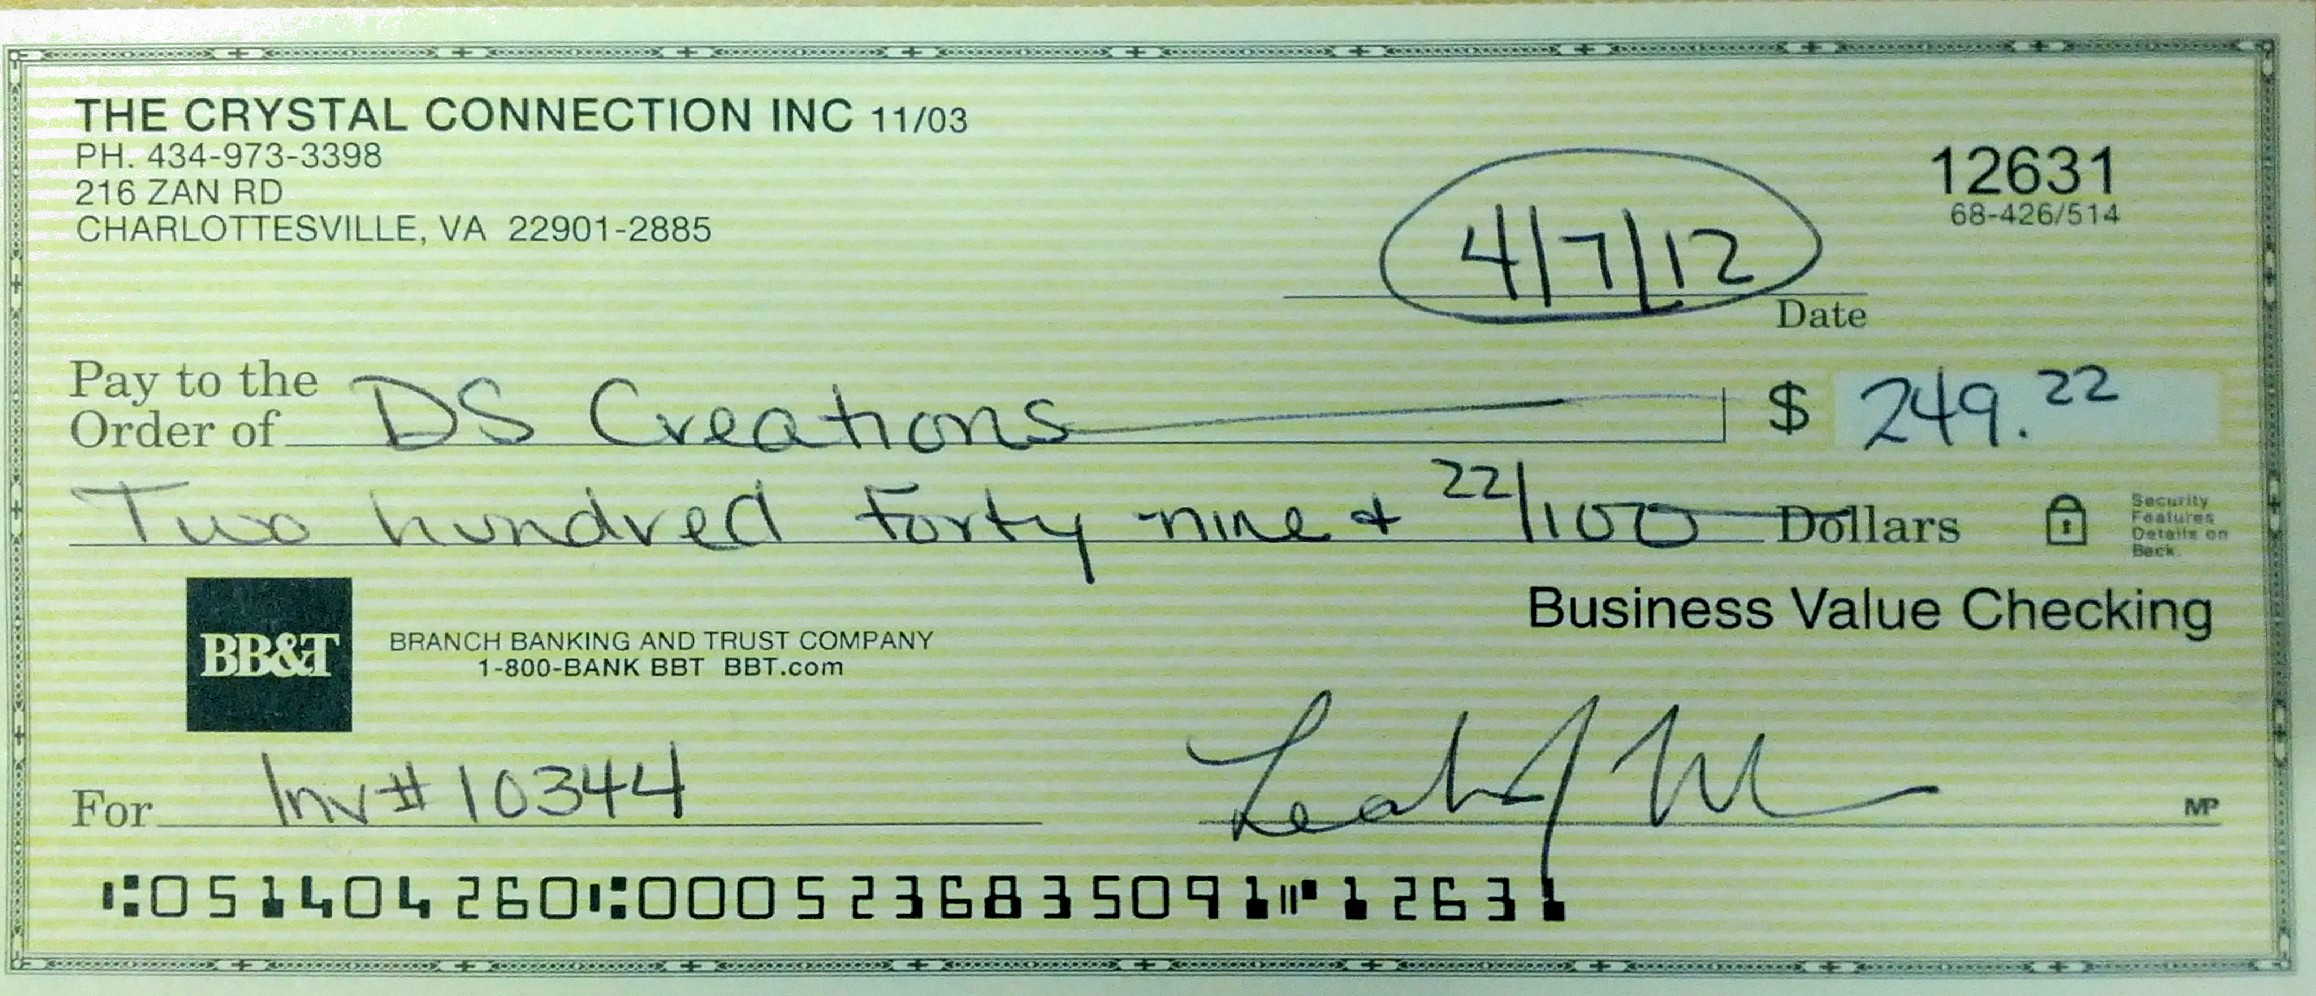 THE CRYSTAL CONNECTION INC 11/03
PH. 434-973-3398
216 ZAN RD
CHARLOTTESVILLE, VA 22901-2885
12631
68-426/514
4/7/12
Date
Pay to the
Order of DS Creations $ 249.22
Two hundred forty-nine + 22/100 Dollars
Security
Features
Details on
Back.
Business Value Checking
BB&T
BRANCH BANKING AND TRUST COMPANY
1-800-BANK BBT BBT.com
For Inv# 10344
Leah
MP
⑆051404260⑆0005236835091⑈12631